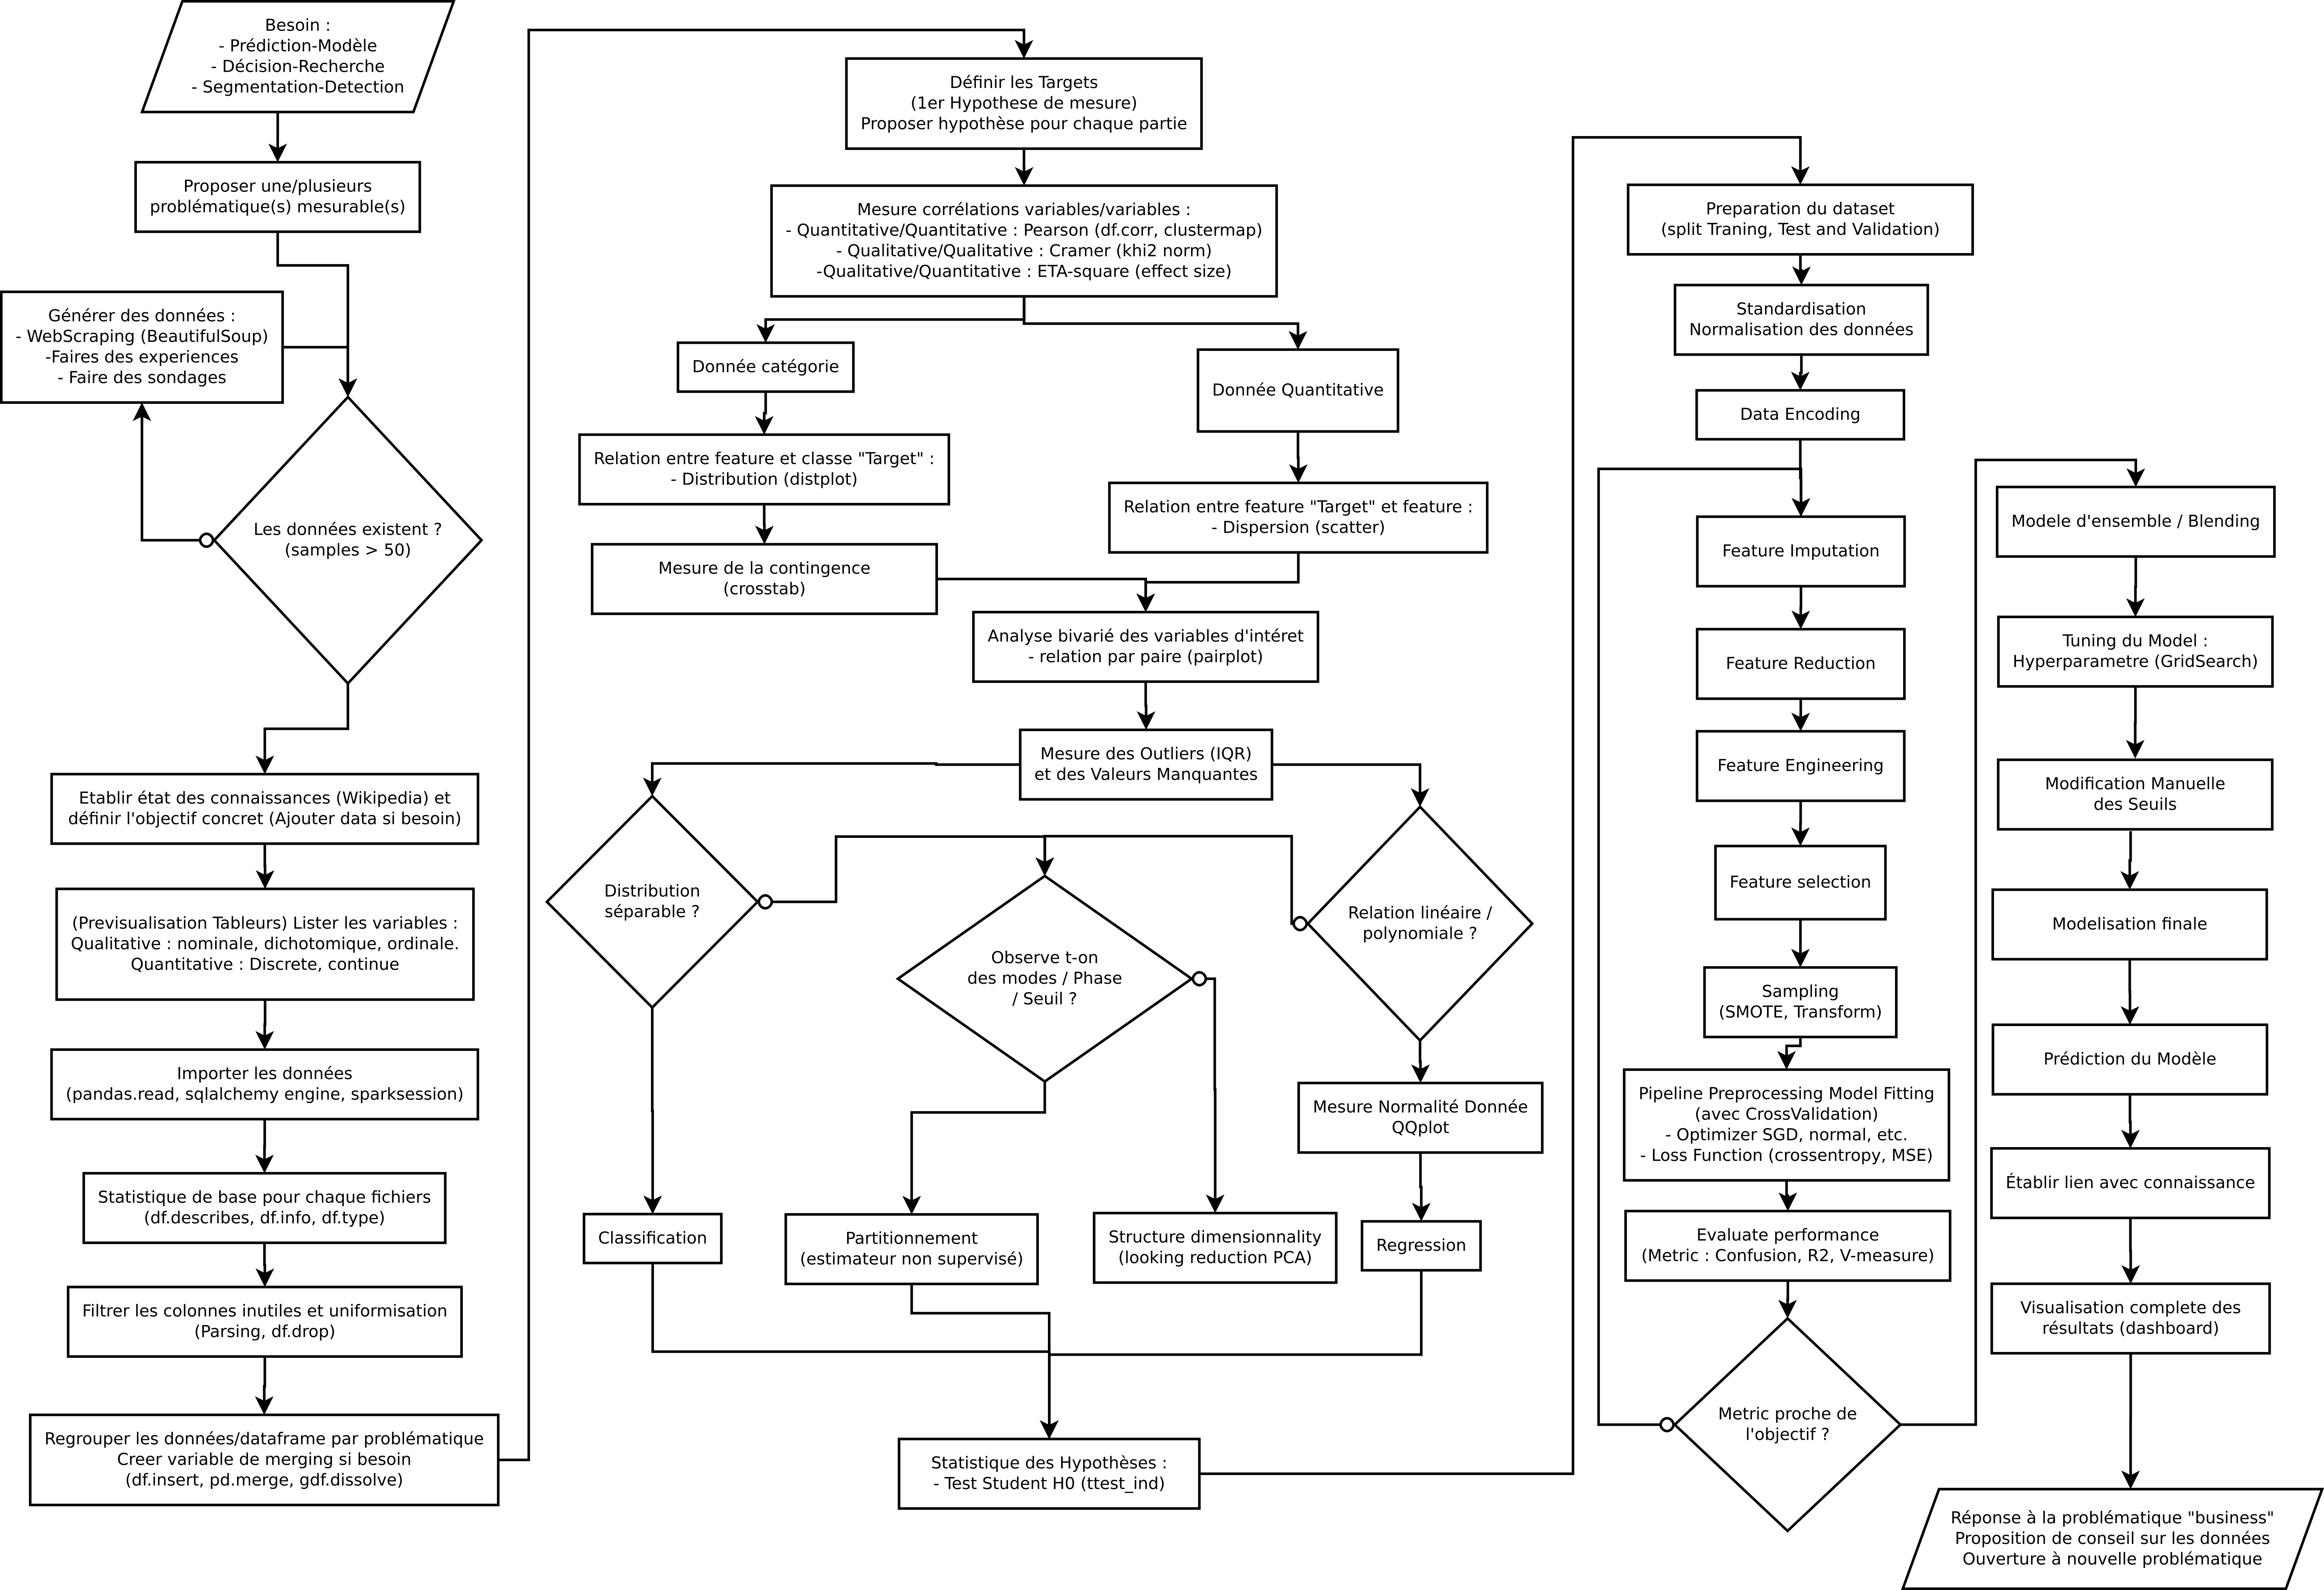 Besoin :
- Prédiction-Modèle
- Décision-Recherche
- Segmentation-Detection
Proposer une/plusieurs
problématique(s) mesurable(s)
Générer des données :
- WebScraping (BeautifulSoup)
-Faires des experiences
- Faire des sondages
Les données existent ?
(samples > 50)
Etablir état des connaissances (Wikipedia) et
définir l'objectif concret (Ajouter data si besoin)
(Previsualisation Tableurs) Lister les variables :
Qualitative : nominale, dichotomique, ordinale.
Quantitative : Discrete, continue
Importer les données
(pandas.read, sqlalchemy engine, sparksession)
Statistique de base pour chaque fichiers
(df.describes, df.info, df.type)
Filtrer les colonnes inutiles et uniformisation
(Parsing, df.drop)
Regrouper les données/dataframe par problématique
Creer variable de merging si besoin
(df.insert, pd.merge, gdf.dissolve)
Définir les Targets
(1er Hypothese de mesure)
Proposer hypothèse pour chaque partie
Mesure corrélations variables/variables :
- Quantitative/Quantitative : Pearson (df.corr, clustermap)
- Qualitative/Qualitative : Cramer (khi2 norm)
-Qualitative/Quantitative : ETA-square (effect size)
Donnée catégorie
Donnée Quantitative
Relation entre feature et classe "Target" :
- Distribution (distplot)
Relation entre feature "Target" et feature :
- Dispersion (scatter)
Mesure de la contingence
(crosstab)
Analyse bivarié des variables d'intéret
- relation par paire (pairplot)
Mesure des Outliers (IQR)
et des Valeurs Manquantes
Distribution
séparable ?
Observe t-on
des modes / Phase
/ Seuil ?
Relation linéaire /
polynomiale ?
Mesure Normalité Donnée
QQplot
Classification
Partitionnement
(estimateur non supervisé)
Structure dimensionnality
(looking reduction PCA)
Regression
Statistique des Hypothèses :
- Test Student H0 (ttest_ind)
Preparation du dataset
(split Traning, Test and Validation)
Standardisation
Normalisation des données
Data Encoding
Feature Imputation
Feature Reduction
Feature Engineering
Feature selection
Sampling
(SMOTE, Transform)
Pipeline Preprocessing Model Fitting
(avec CrossValidation)
- Optimizer SGD, normal, etc.
- Loss Function (crossentropy, MSE)
Evaluate performance
(Metric : Confusion, R2, V-measure)
Metric proche de
l'objectif ?
Modele d'ensemble / Blending
Tuning du Model :
Hyperparametre (GridSearch)
Modification Manuelle
des Seuils
Modelisation finale
Prédiction du Modèle
Établir lien avec connaissance
Visualisation complete des
résultats (dashboard)
Réponse à la problématique "business"
Proposition de conseil sur les données
Ouverture à nouvelle problématique